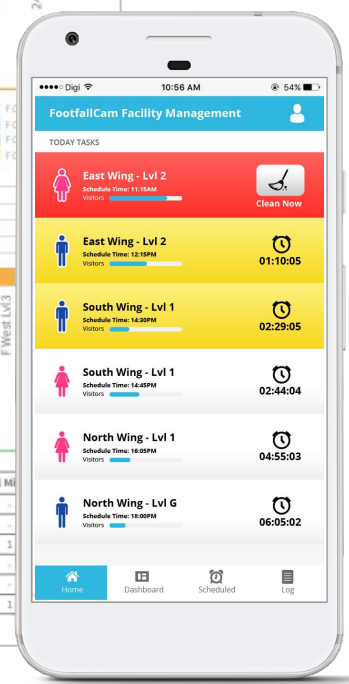 Digi
10:56 AM
54%
FootfallCam Facility Management
TODAY TASKS
East Wing - Lvl 2
Schedule Time: 11:15AM
Visitors
Clean Now
East Wing - Lvl 2
Schedule Time: 12:15PM
Visitors
01:10:05
South Wing - Lvl 1
Schedule Time: 14:30PM
Visitors
02:29:05
South Wing - Lvl 1
Schedule Time: 14:45PM
Visitors
02:44:04
North Wing - Lvl 1
Schedule Time: 16:05PM
Visitors
04:55:03
North Wing - Lvl G
Schedule Time: 18:00PM
Visitors
06:05:02
Home
Dashboard
Scheduled
Log
F West Lvl3